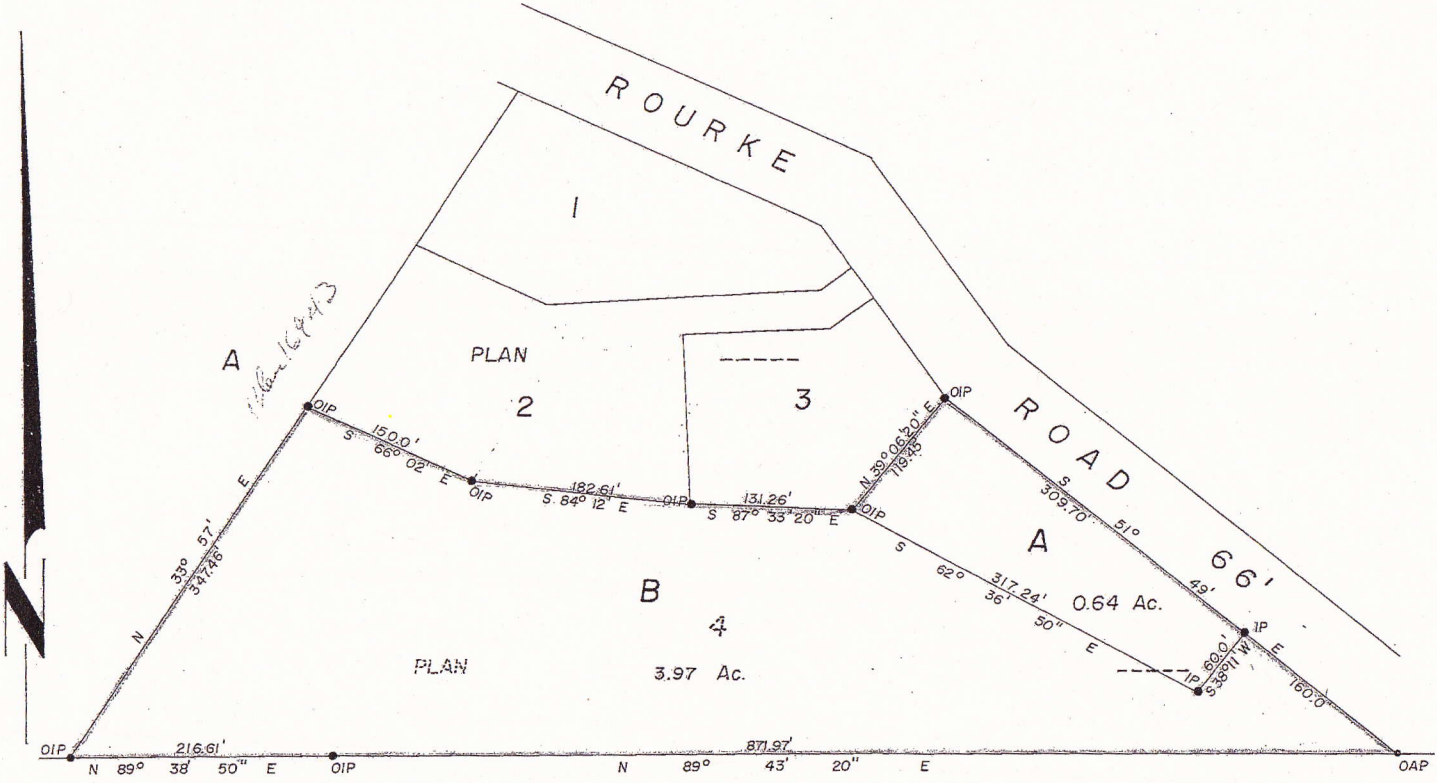 ROURKE
1
A
PLAN
2
3
OIP
150.0'
S 66° 02' E
OIP
182.61'
S. 84° 12' E
OIP
131.26'
S 87° 33' 20" E
OIP
N 39° 06' 20" E
119.45'
OIP
ROAD
66'
S 51° 49' E
309.70'
A
0.64 Ac.
S 62° 36' 50" E
317.24'
IP
60.0'
S 38° 11' W
IP
160.0'
N 33° 57' E
347.46'
B
4
PLAN
3.97 Ac.
N
OIP
216.61'
N 89° 38' 50" E
OIP
871.97'
N 89° 43' 20" E
OAP